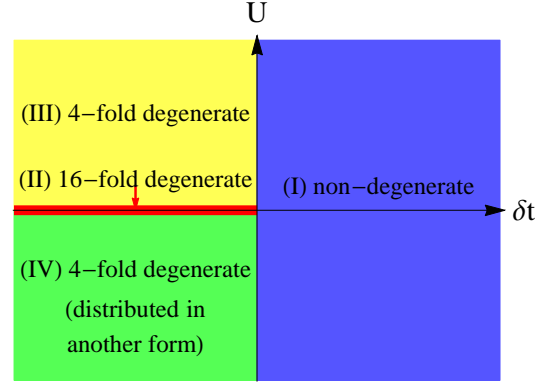 U
(III) 4−fold degenerate
(II) 16−fold degenerate
(I) non−degenerate
δt
(IV) 4−fold degenerate
(distributed in
another form)